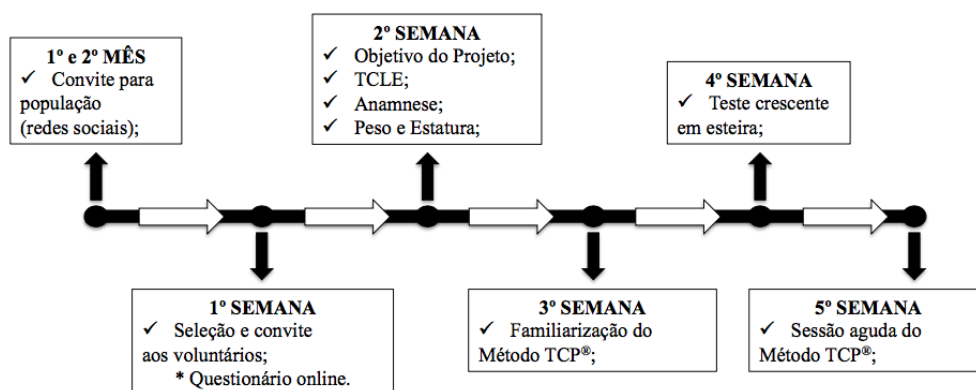 1º e 2º MÊS
✓ Convite para
população
(redes sociais);
1º SEMANA
✓ Seleção e convite
aos voluntários;
* Questionário online.
2º SEMANA
✓ Objetivo do Projeto;
✓ TCLE;
✓ Anamnese;
✓ Peso e Estatura;
3º SEMANA
✓ Familiarização do
Método TCP®;
4º SEMANA
✓ Teste crescente
em esteira;
5º SEMANA
✓ Sessão aguda do
Método TCP®;